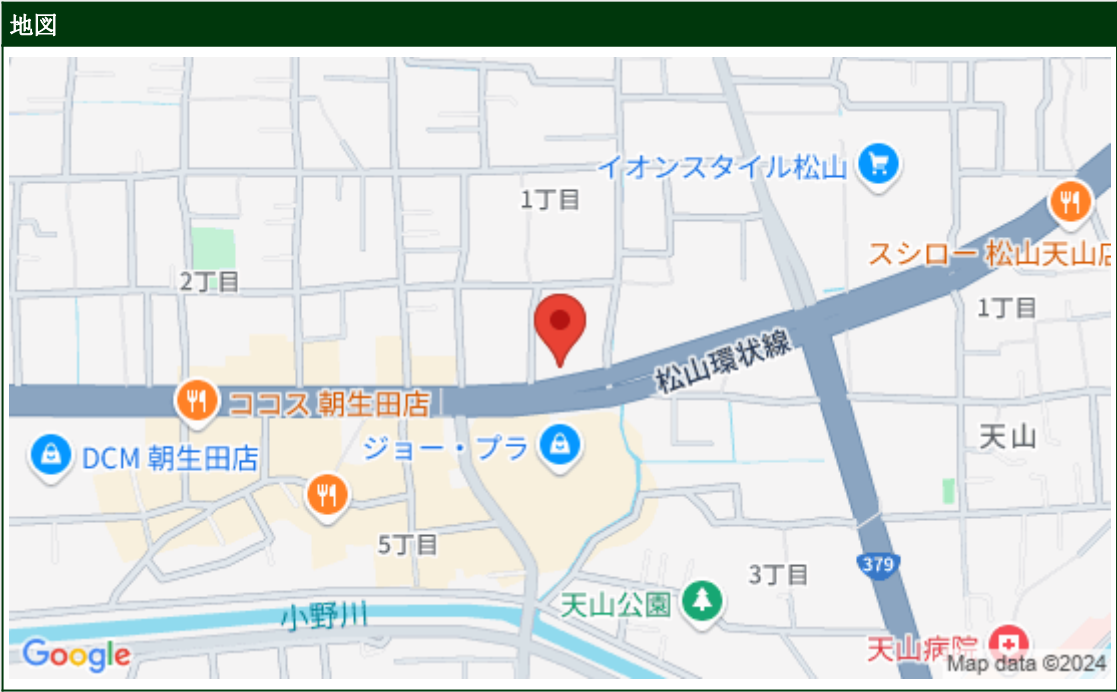 地図
イオンスタイル松山
1丁目
スシロー 松山天山店
2丁目
1丁目
松山環状線
ココス 朝生田店
天山
ジョー・プラ
DCM 朝生田店
5丁目
379
3丁目
天山公園
小野川
天山病院
Google
Map data ©2024